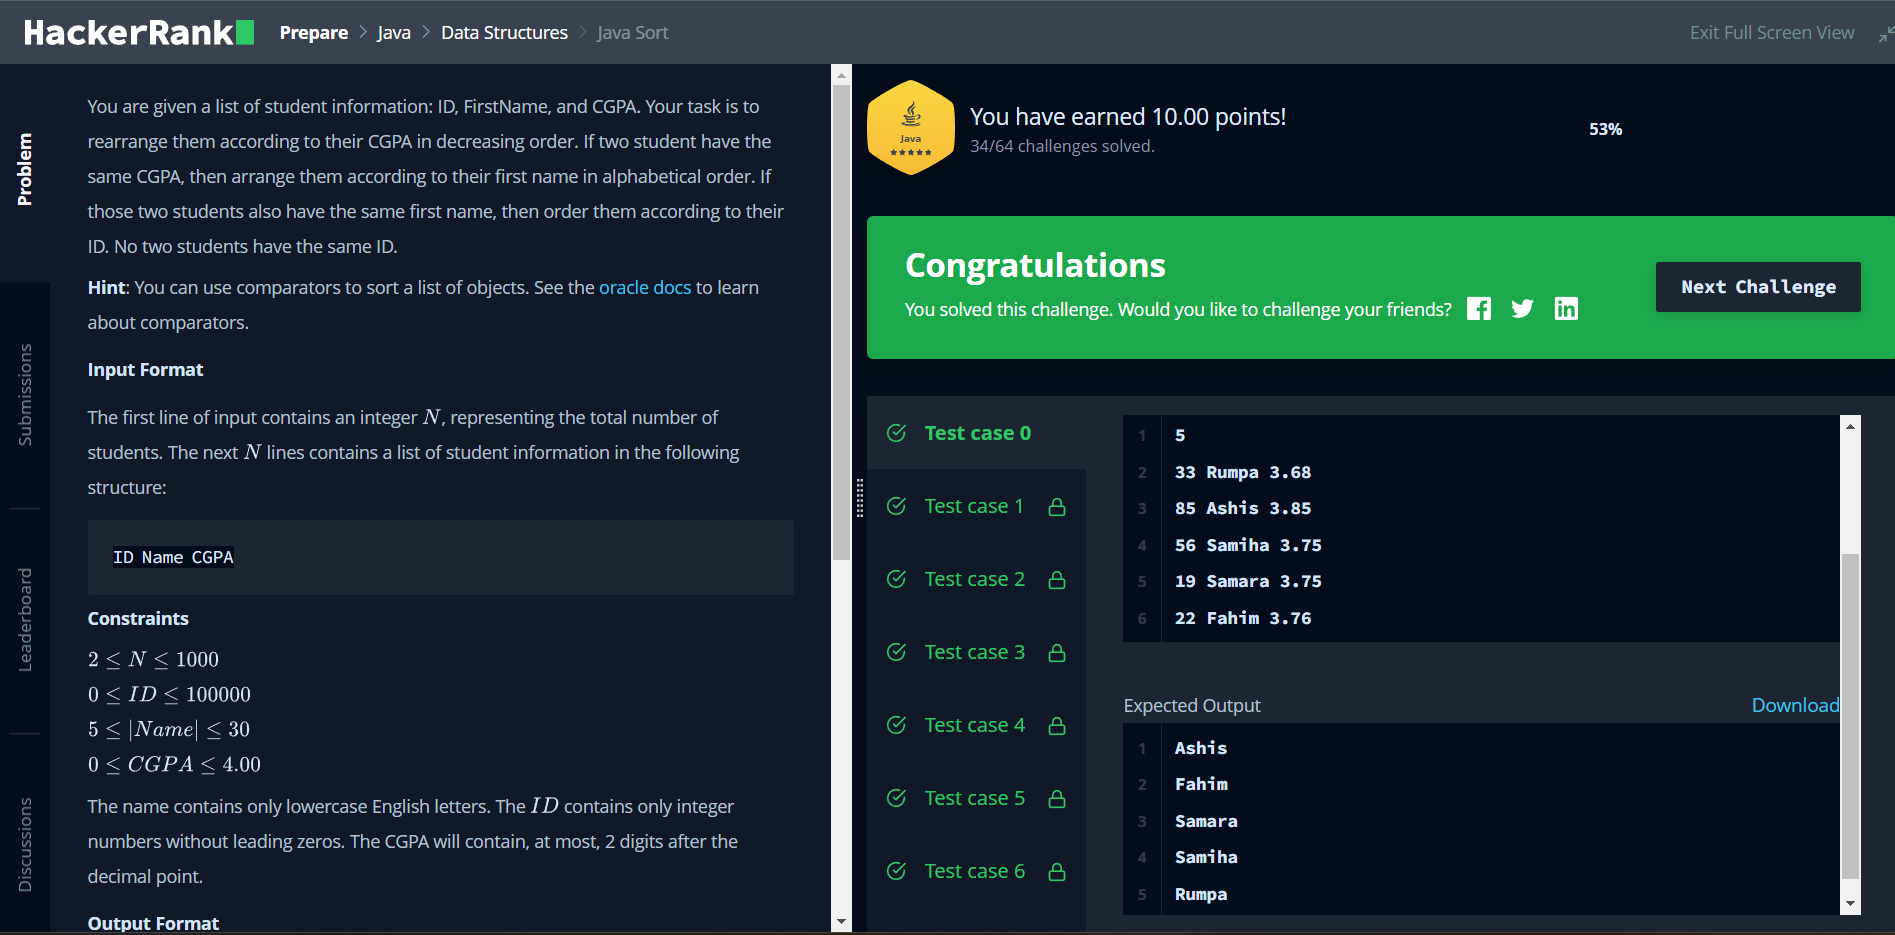 HackerRank
Prepare > Java > Data Structures > Java Sort
Exit Full Screen View
Problem
Submissions
Leaderboard
Discussions
You are given a list of student information: ID, FirstName, and CGPA. Your task is to
rearrange them according to their CGPA in decreasing order. If two student have the
same CGPA, then arrange them according to their first name in alphabetical order. If
those two students also have the same first name, then order them according to their
ID. No two students have the same ID.
Hint: You can use comparators to sort a list of objects. See the oracle docs to learn
about comparators.
Input Format
The first line of input contains an integer N, representing the total number of
students. The next N lines contains a list of student information in the following
structure:
ID Name CGPA
Constraints
2 ≤ N ≤ 1000
0 ≤ ID ≤ 100000
5 ≤ |Name| ≤ 30
0 ≤ CGPA ≤ 4.00
The name contains only lowercase English letters. The ID contains only integer
numbers without leading zeros. The CGPA will contain, at most, 2 digits after the
decimal point.
Output Format
Java
You have earned 10.00 points!
34/64 challenges solved.
53%
Congratulations
You solved this challenge. Would you like to challenge your friends?
Next Challenge
Test case 0
Test case 1
Test case 2
Test case 3
Test case 4
Test case 5
Test case 6
1 5
2 33 Rumpa 3.68
3 85 Ashis 3.85
4 56 Samiha 3.75
5 19 Samara 3.75
6 22 Fahim 3.76
Expected Output
Download
1 Ashis
2 Fahim
3 Samara
4 Samiha
5 Rumpa